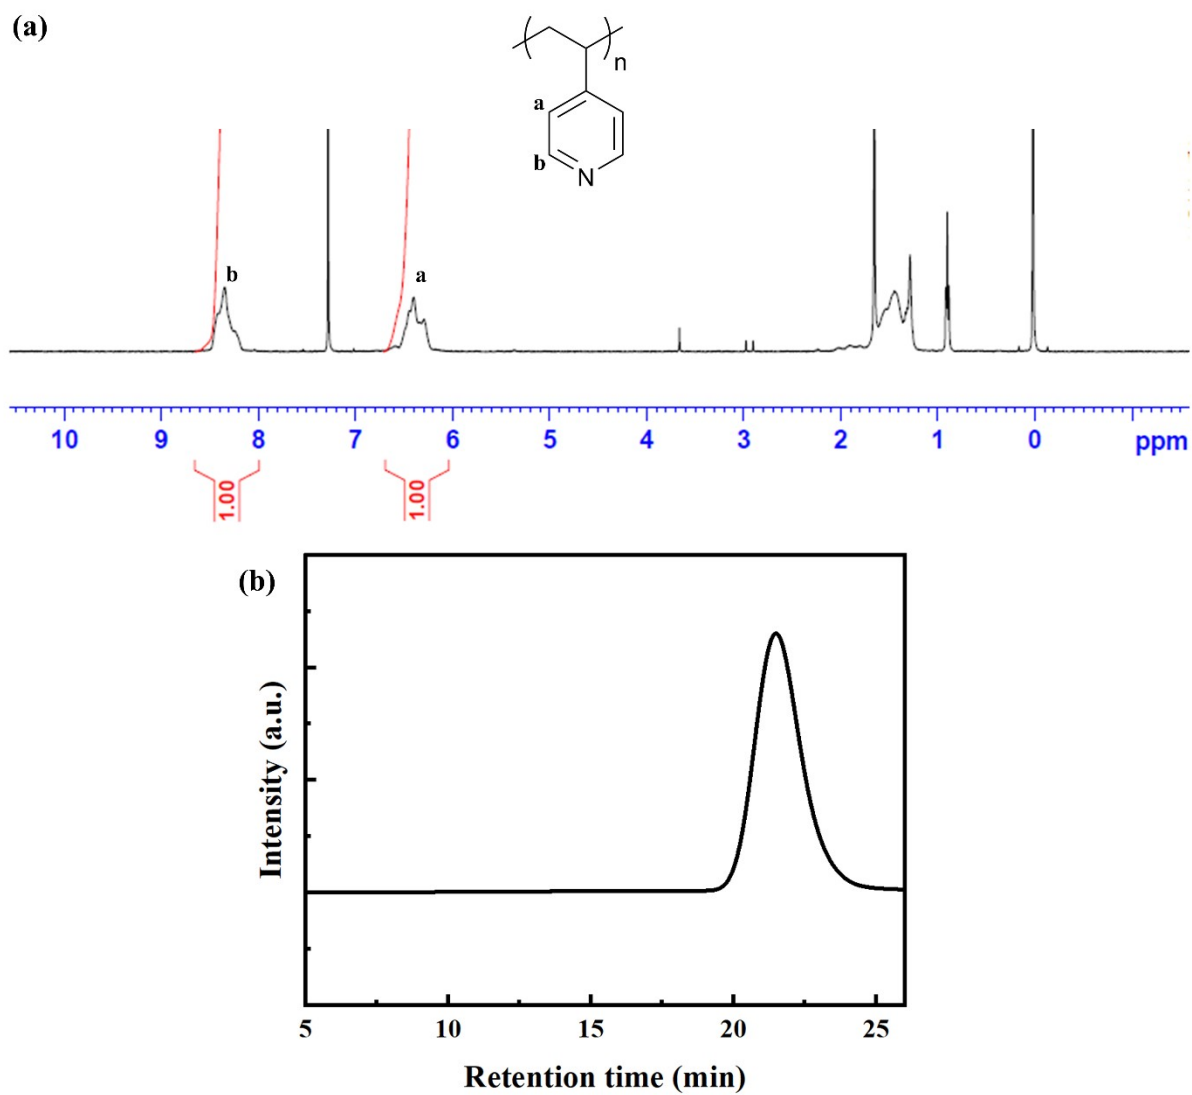 (a)
n
a
b
N
b
a
10 9 8 7 6 5 4 3 2 1 0 ppm
1.00 1.00
(b)
Intensity (a.u.)
5 10 15 20 25
Retention time (min)